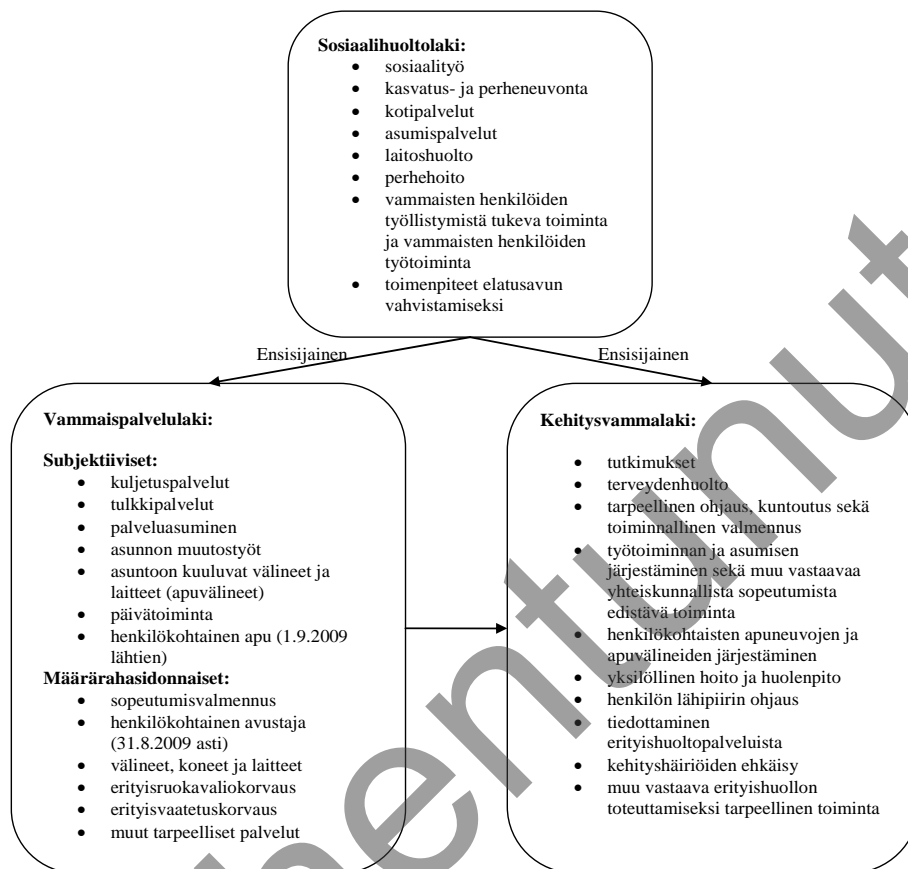 Sosiaalihuoltolaki:
• sosiaalityö
• kasvatus- ja perheneuvonta
• kotipalvelut
• asumispalvelut
• laitoshuolto
• perhehoito
• vammaisten henkilöiden
työllistymistä tukeva toiminta
ja vammaisten henkilöiden
työtoiminta
• toimenpiteet elatusavun
vahvistamiseksi
Ensisijainen
Ensisijainen
Vammaispalvelulaki:
Subjektiiviset:
• kuljetuspalvelut
• tulkkipalvelut
• palveluasuminen
• asunnon muutostyöt
• asuntoon kuuluvat välineet ja
laitteet (apuvälineet)
• päivätoiminta
• henkilökohtainen apu (1.9.2009
lähtien)
Määrärahasidonnaiset:
• sopeutumisvalmennus
• henkilökohtainen avustaja
(31.8.2009 asti)
• välineet, koneet ja laitteet
• erityisruokavaliokorvaus
• erityisvaatetuskorvaus
• muut tarpeelliset palvelut
Kehitysvammalaki:
• tutkimukset
• terveydenhuolto
• tarpeellinen ohjaus, kuntoutus sekä
toiminnallinen valmennus
• työtoiminnan ja asumisen
järjestäminen sekä muu vastaavaa
yhteiskunnallista sopeutumista
edistävä toiminta
• henkilökohtaisten apuneuvojen ja
apuvälineiden järjestäminen
• yksilöllinen hoito ja huolenpito
• henkilön lähipiirin ohjaus
• tiedottaminen
erityishuoltopalveluista
• kehityshäiriöiden ehkäisy
• muu vastaava erityishuollon
toteuttamiseksi tarpeellinen toiminta